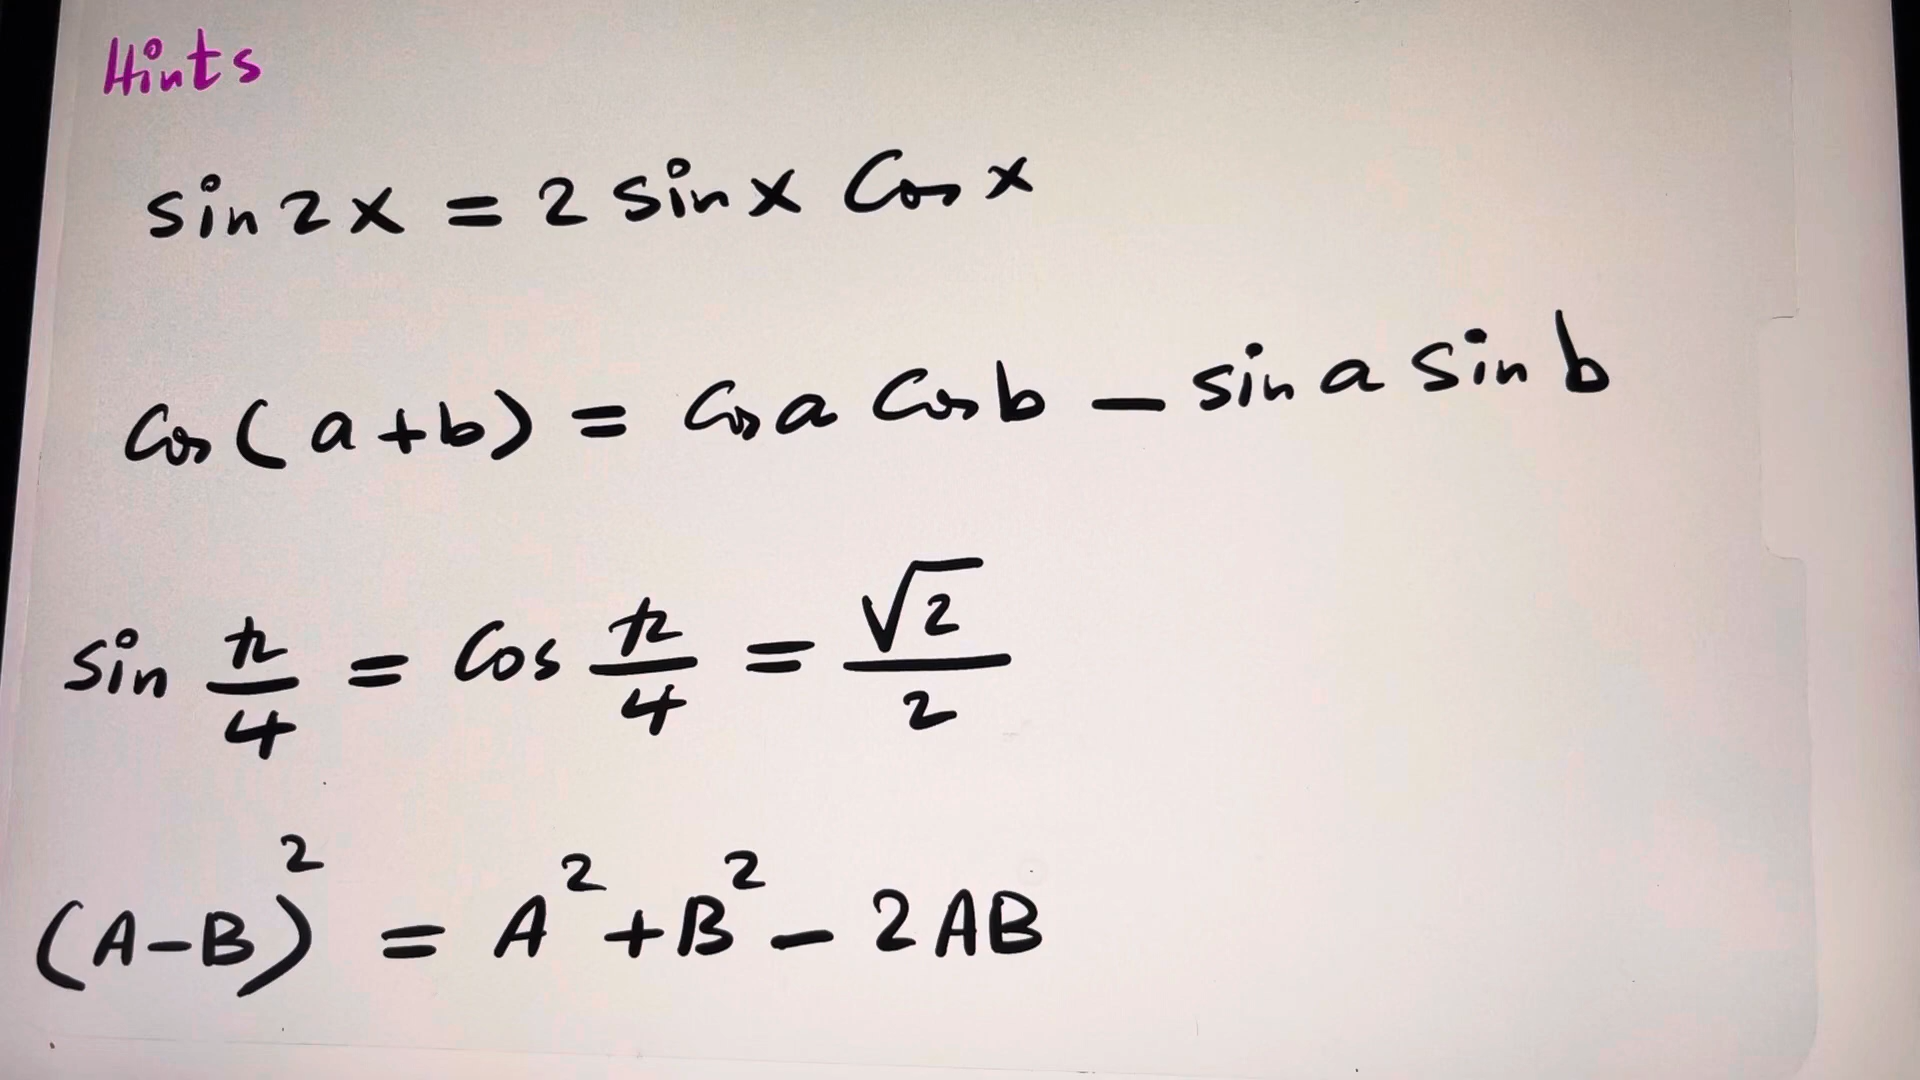 Hints
sin 2x = 2 sin x Cos x
Cos(a+b) = Cos a Cos b - sin a sin b
sin π/4 = Cos π/4 = √2/2
(A-B)² = A² + B² - 2AB